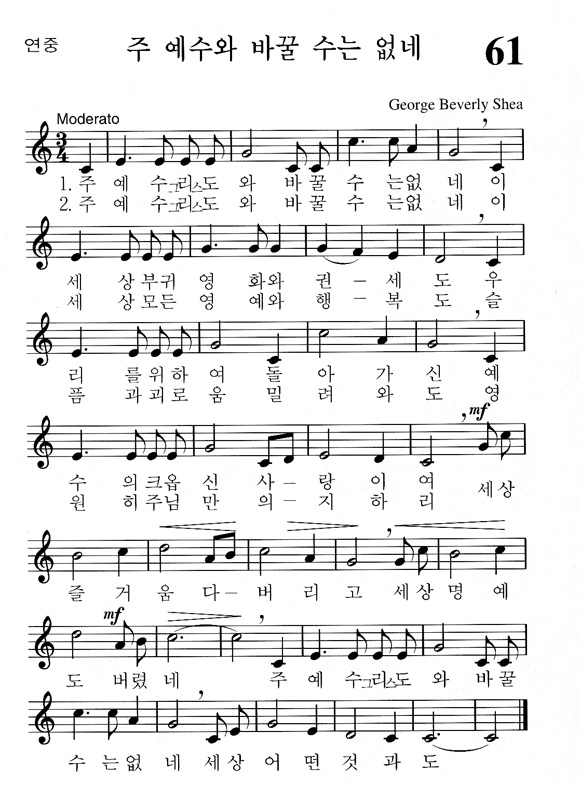 연중
주 예수와 바꿀 수는 없네
61
George Beverly Shea
Moderato
1. 주 예 수그리스도 와 바 꿀 수 는없 네 이
2. 주 예 수그리스도 와 바 꿀 수 는없 네 이
세 상부귀 영 화와 권 – 세 도 우
세 상모든 영 예와 행 – 복 도 슬
리 를위하 여 돌 아 가 신 예
픔 과괴로 움 밀 려 와 도 영
mf
수 의크옵 신 사– 랑 이 여 세상
원 히주님 만 의– 지 하 리
즐 거 움 다– 버 리 고 세상 명 예
mf
도 버렸 네 주 예 수그리스도 와 바꿀
수 는없 네 세상 어 떤 것 과 도